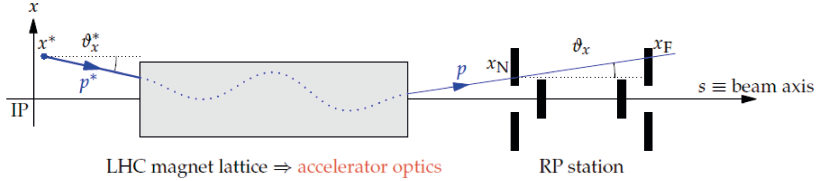 x
x* ϑ*x
p*
IP
p
xN
ϑx
xF
s ≡ beam axis
LHC magnet lattice ⇒ accelerator optics
RP station